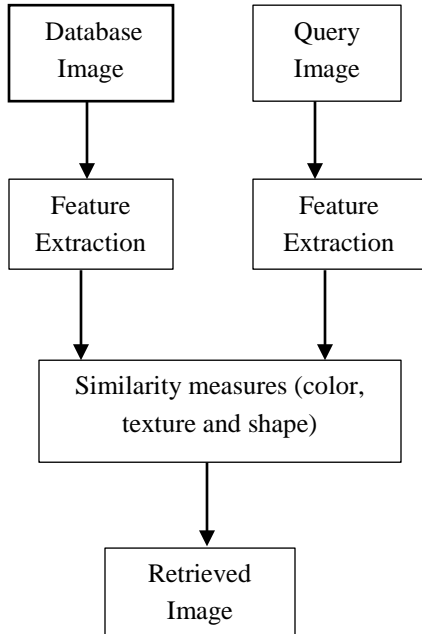 Database
Image
Query
Image
Feature
Extraction
Feature
Extraction
Similarity measures (color,
texture and shape)
Retrieved
Image